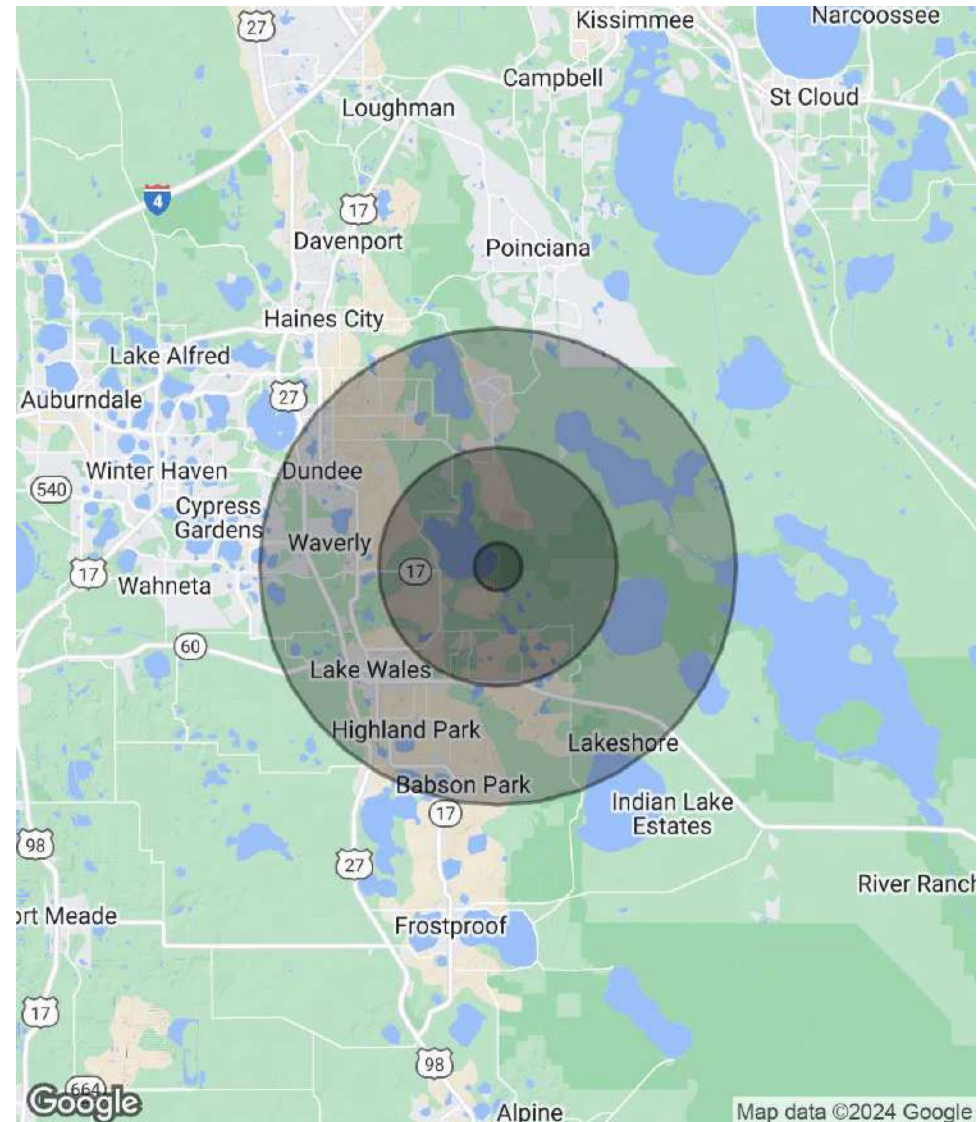 Kissimmee
Narcoossee
27
Campbell
Loughman
St Cloud
4
17
Davenport
Poinciana
Haines City
Lake Alfred
27
Auburndale
Winter Haven
Dundee
540
Cypress
Gardens
Waverly
17
17
Wahneta
60
Lake Wales
Highland Park
Lakeshore
Babson Park
Indian Lake
Estates
17
98
27
River Ranch
ort Meade
Frostproof
17
98
664
Google
Alpine
Map data ©2024 Google